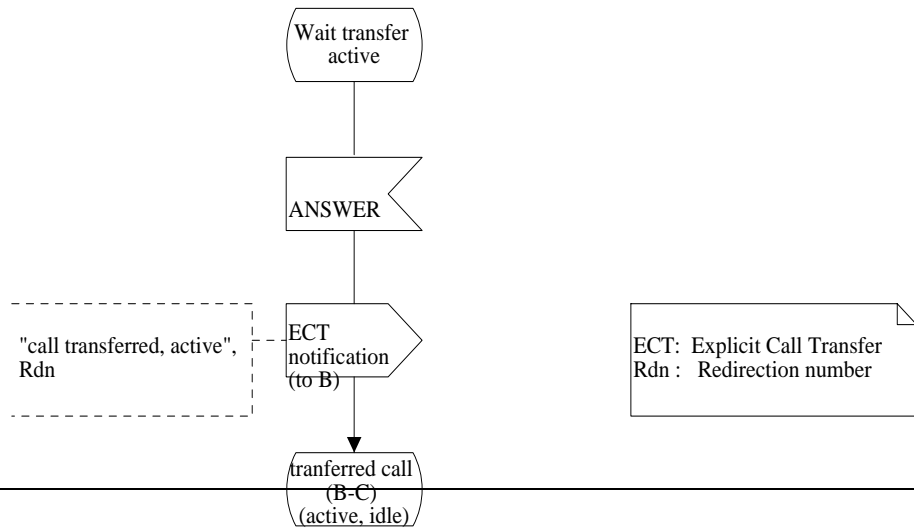 Wait transfer
active
ANSWER
"call transferred, active",
Rdn
ECT
notification
(to B)
ECT: Explicit Call Transfer
Rdn : Redirection number
tranferred call
(B-C)
(active, idle)